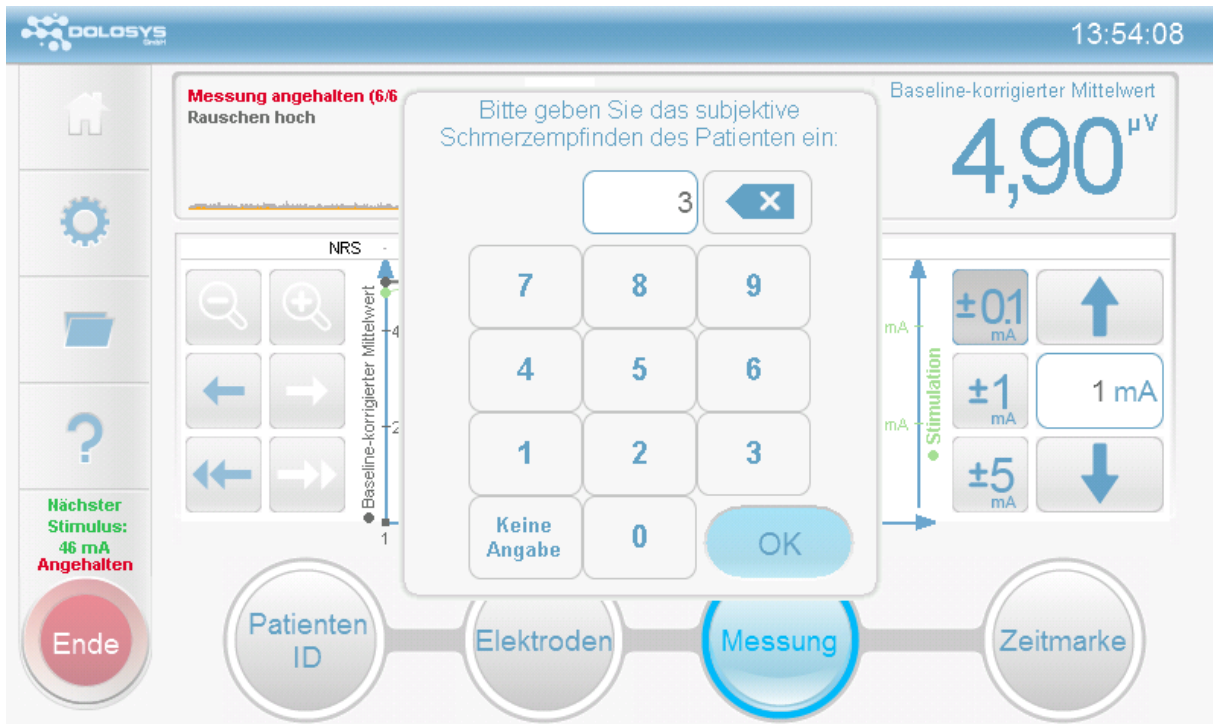 DOLOSYS
GmbH
13:54:08
Messung angehalten (6/6
Rauschen hoch
Bitte geben Sie das subjektive
Schmerzempfinden des Patienten ein:
3
Baseline-korrigierter Mittelwert
4,90 µV
NRS
7 8 9
4 5 6
1 2 3
Keine
Angabe
0
OK
Baseline-korrigierter Mittelwert
4
2
1
mA
mA
Stimulation
±0.1
mA
±1
mA
±5
mA
1 mA
?
Nächster
Stimulus:
46 mA
Angehalten
Ende
Patienten
ID
Elektroden
Messung
Zeitmarke